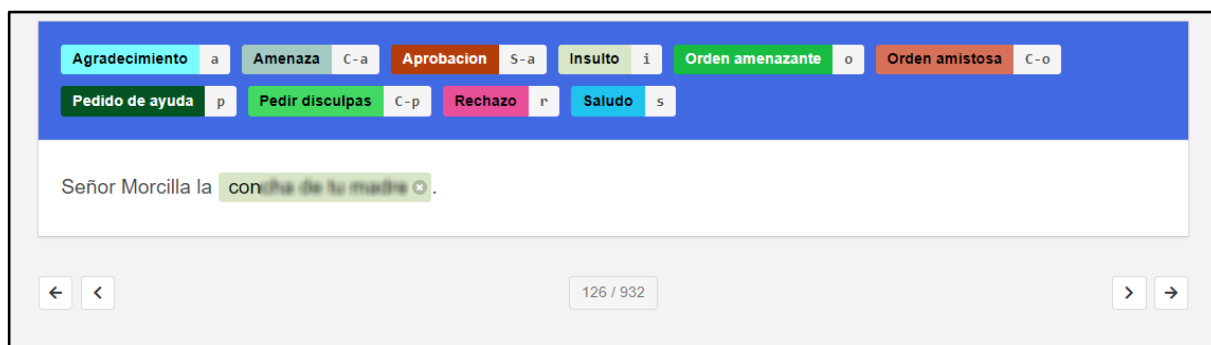 Agradecimiento a Amenaza C-a Aprobacion S-a Insulto i Orden amenazante o Orden amistosa C-o
Pedido de ayuda p Pedir disculpas C-p Rechazo r Saludo s
Señor Morcilla la con .
126 / 932